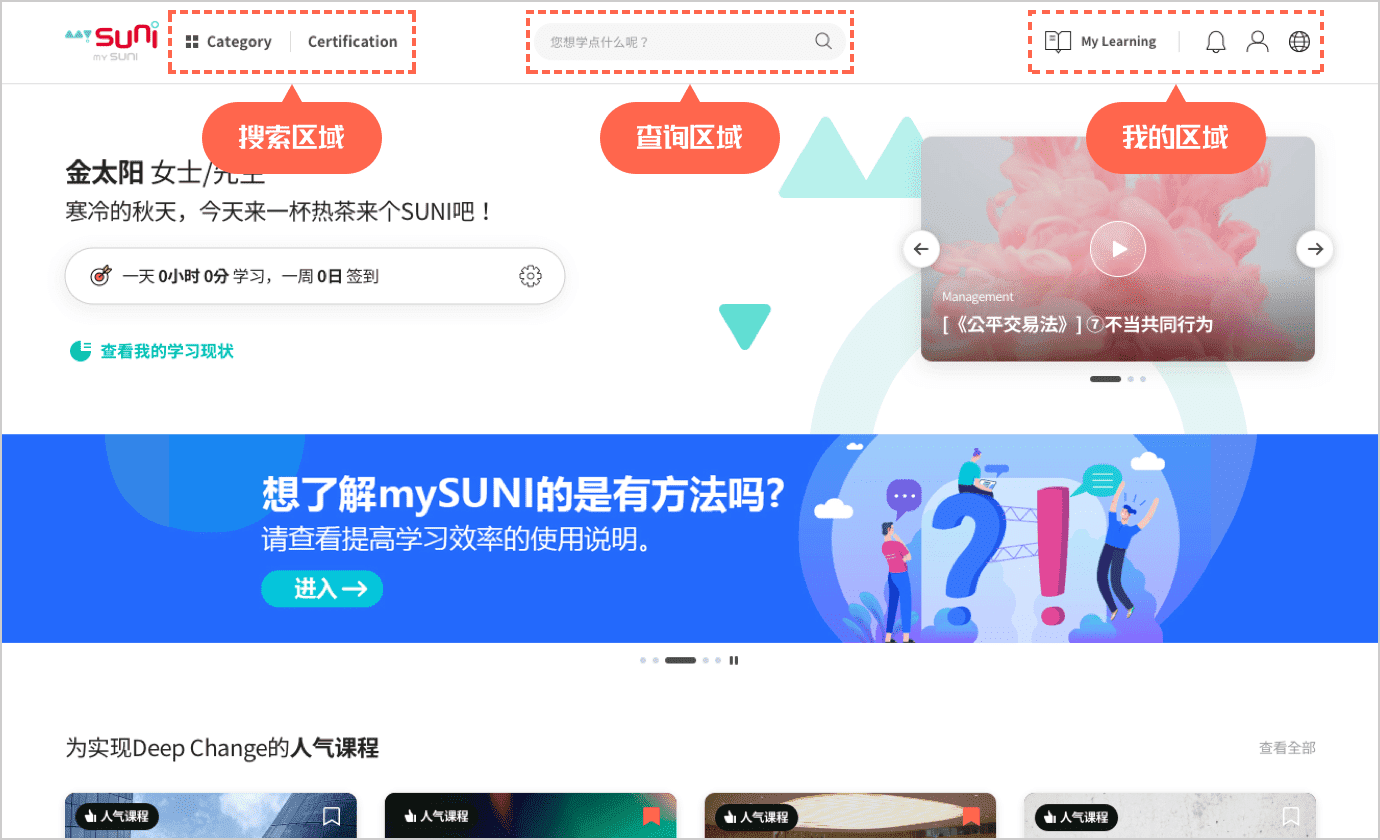 SUNi
my SUNI
Category
Certification
您想学点什么呢？
My Learning
搜索区域
查询区域
我的区域
金太阳 女士/先生
寒冷的秋天，今天来一杯热茶来个SUNI吧！
一天 0小时 0分 学习，一周 0日 签到
查看我的学习现状
Management
[《公平交易法》] ⑦不当共同行为
想了解mySUNI的是有方法吗?
请查看提高学习效率的使用说明。
进入→
为实现Deep Change的人气课程
查看全部
人气课程
人气课程
人气课程
人气课程